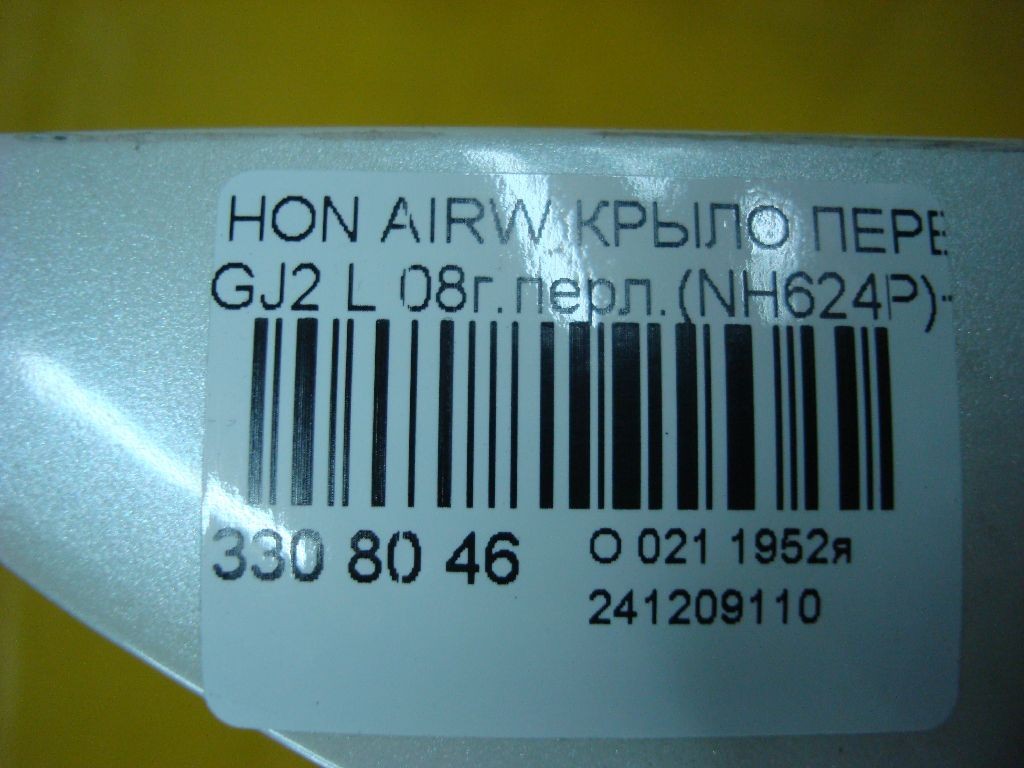 HON AIRW КРЫЛО ПЕРЕ
GJ2 L 08г.перл.(NH624P)-
330 80 46
О 021 1952я
241209110